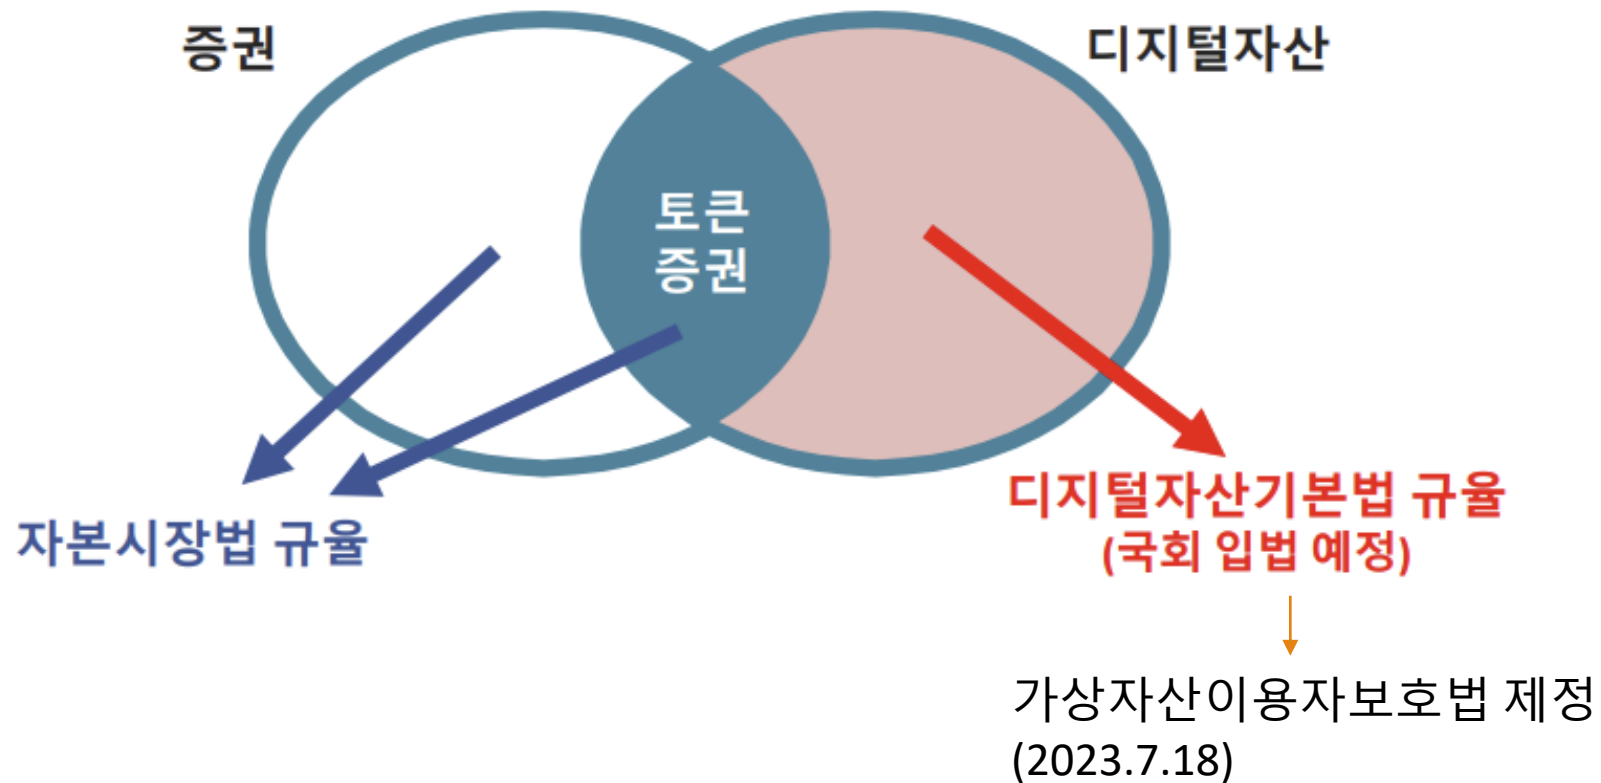 증권
디지털자산
토큰
증권
자본시장법 규율
디지털자산기본법 규율
(국회 입법 예정)
가상자산이용자보호법 제정
(2023.7.18)